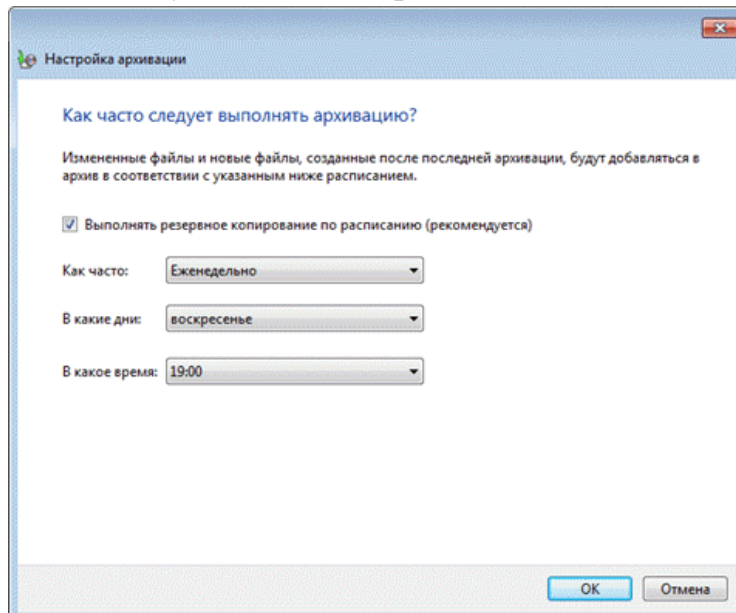 Настройка архивации
Как часто следует выполнять архивацию?
Измененные файлы и новые файлы, созданные после последней архивации, будут добавляться в
архив в соответствии с указанным ниже расписанием.
Выполнять резервное копирование по расписанию (рекомендуется)
Как часто: Еженедельно
В какие дни: воскресенье
В какое время: 19:00
ОК Отмена